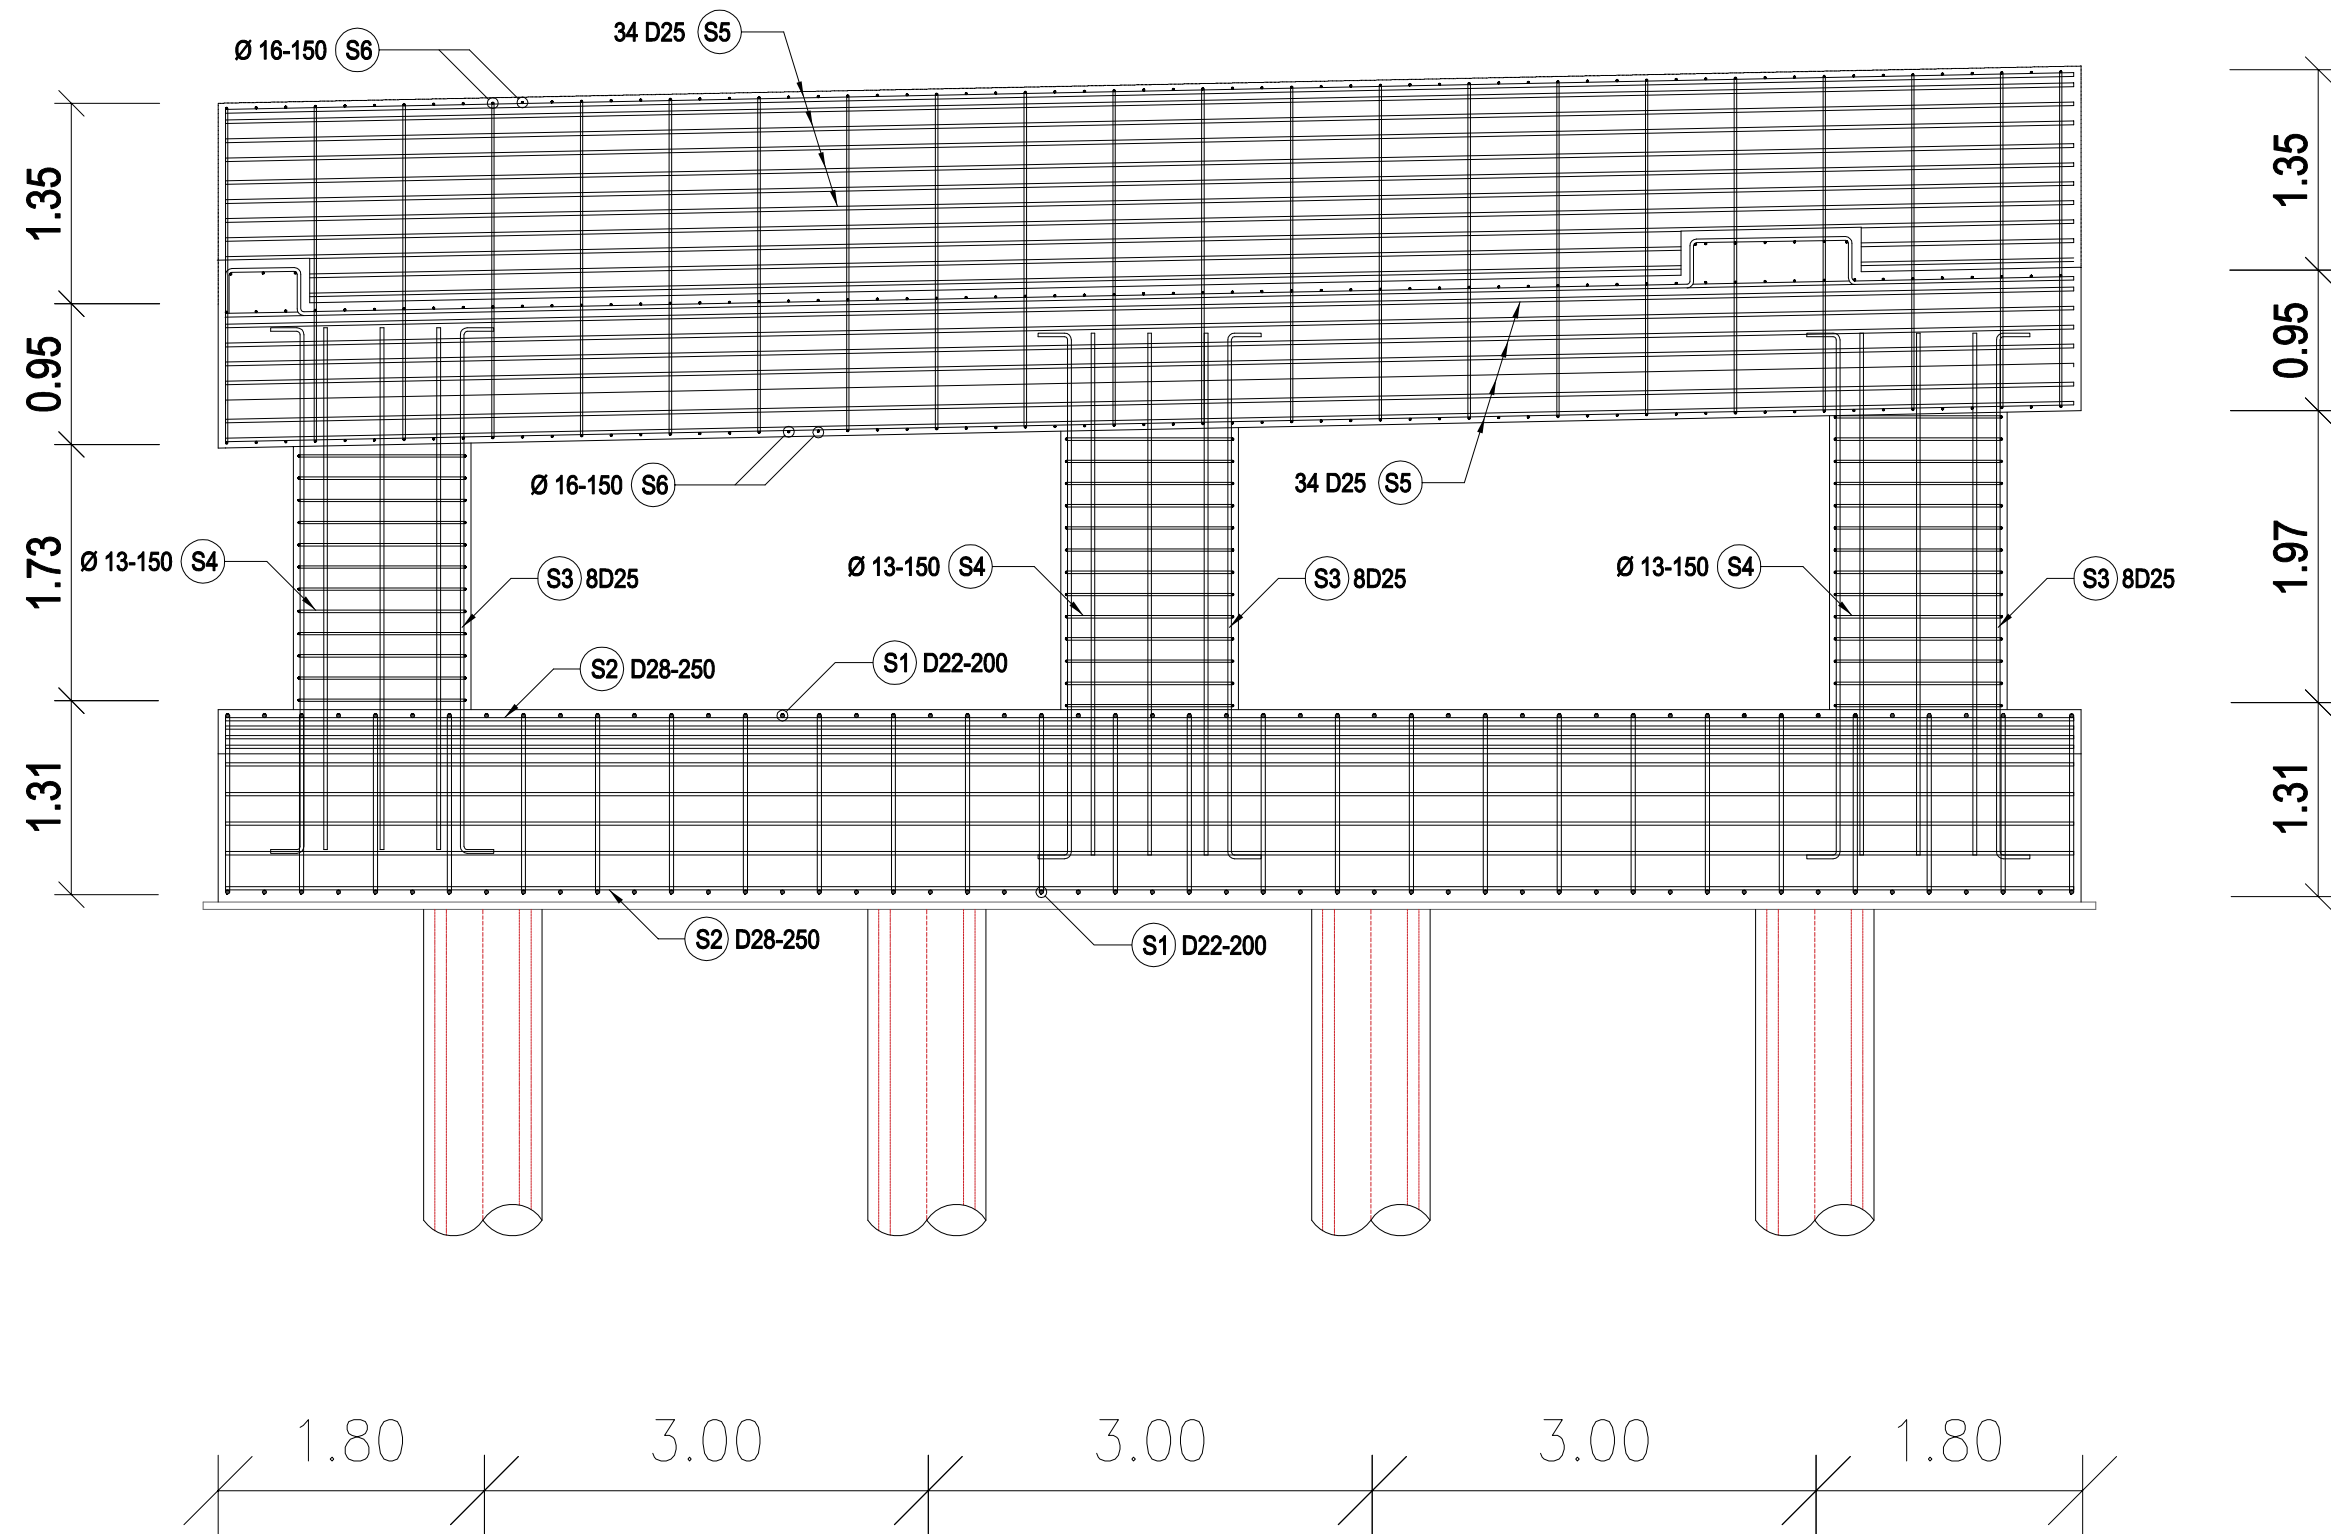 34 D25 S5
Ø 16-150 S6
1.35
1.35
0.95
0.95
Ø 16-150 S6
34 D25 S5
1.73
1.97
Ø 13-150 S4
S3 8D25
Ø 13-150 S4
S3 8D25
Ø 13-150 S4
S3 8D25
S2 D28-250
S1 D22-200
1.31
1.31
S2 D28-250
S1 D22-200
1.80 3.00 3.00 3.00 1.80